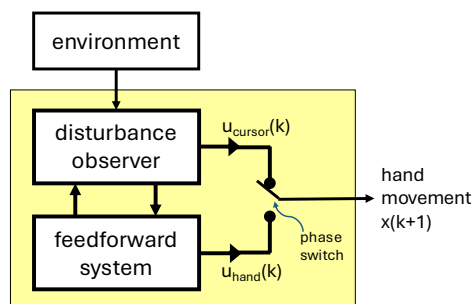 environment
disturbance
observer
u_cursor(k)
hand
movement
x(k+1)
phase
switch
feedforward
system
u_hand(k)